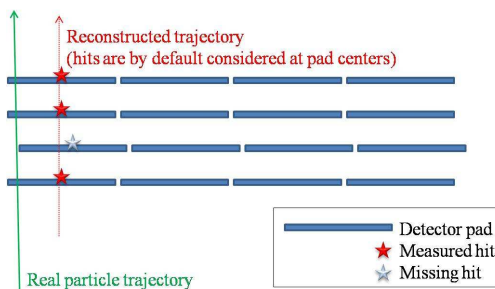 Reconstructed trajectory
(hits are by default considered at pad centers)
Detector pad
Measured hit
Missing hit
Real particle trajectory